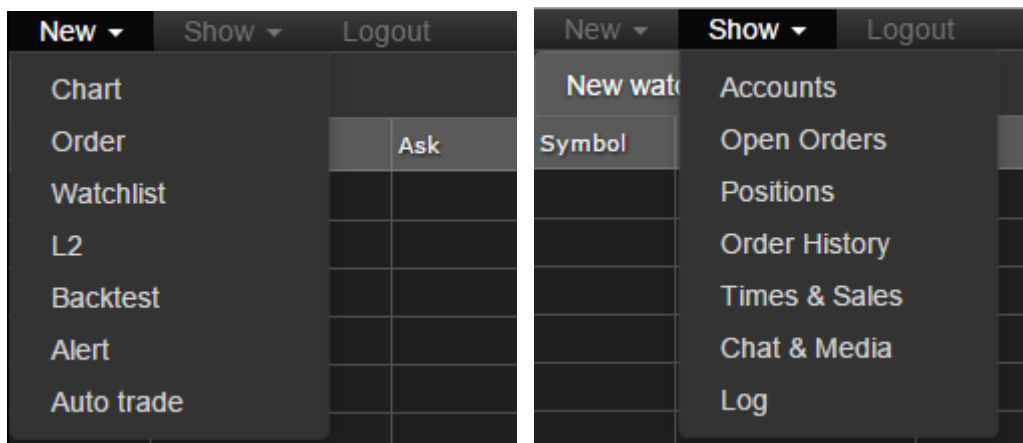 New Show Logout
Chart
Order
Ask
Watchlist
L2
Backtest
Alert
Auto trade
New Show Logout
New wat
Accounts
Symbol
Open Orders
Positions
Order History
Times & Sales
Chat & Media
Log